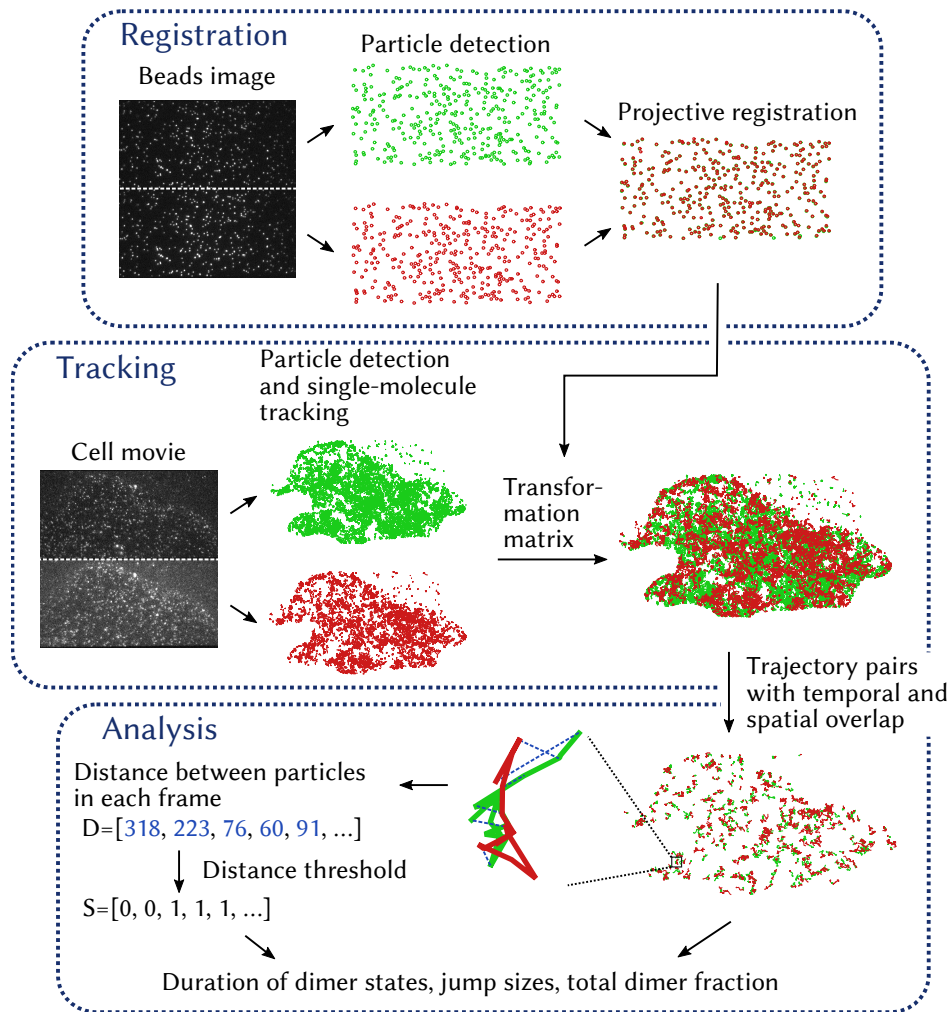 Registration
Particle detection
Beads image
Projective registration
Tracking
Particle detection
and single-molecule
tracking
Cell movie
Transfor-
mation
matrix
Trajectory pairs
with temporal and
spatial overlap
Analysis
Distance between particles
in each frame
D=[318, 223, 76, 60, 91, ...]
Distance threshold
S=[0, 0, 1, 1, 1, ...]
Duration of dimer states, jump sizes, total dimer fraction